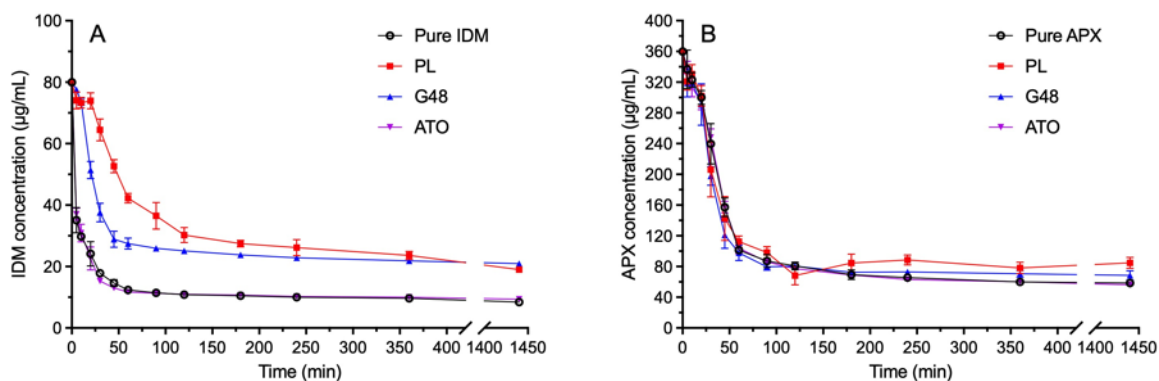 A
IDM concentration (µg/mL)
100
80
60
40
20
0
Pure IDM
PL
G48
ATO
0 50 100 150 200 250 300 350 400 1400 1450
Time (min)
B
APX concentration (µg/mL)
400
360
320
280
240
200
160
120
80
40
0
Pure APX
PL
G48
ATO
0 50 100 150 200 250 300 350 400 1400 1450
Time (min)